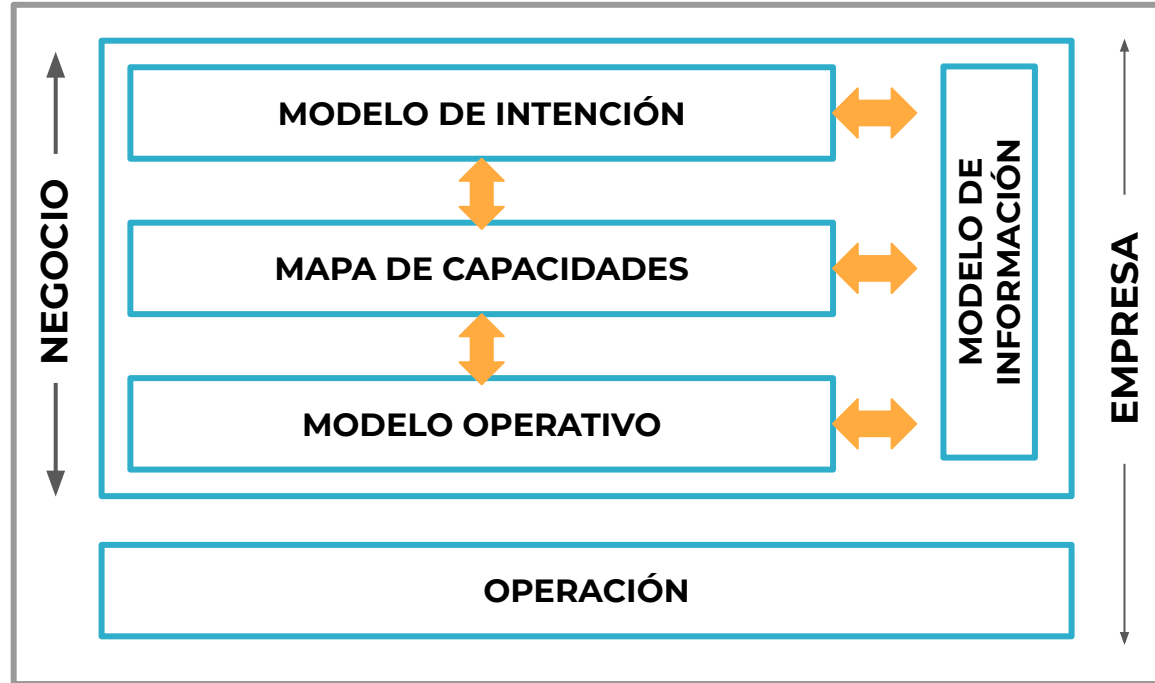 NEGOCIO
MODELO DE INTENCIÓN
MAPA DE CAPACIDADES
MODELO OPERATIVO
MODELO DE
INFORMACIÓN
EMPRESA
OPERACIÓN